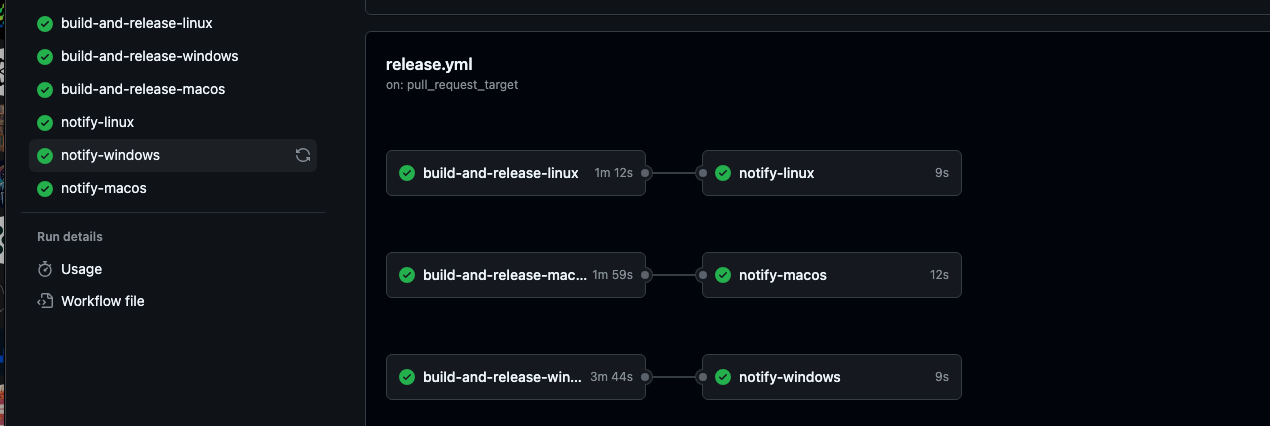 build-and-release-linux
build-and-release-windows
build-and-release-macos
notify-linux
notify-windows
notify-macos
Run details
Usage
Workflow file
release.yml
on: pull_request_target
build-and-release-linux 1m 12s
notify-linux 9s
build-and-release-mac... 1m 59s
notify-macos 12s
build-and-release-win... 3m 44s
notify-windows 9s